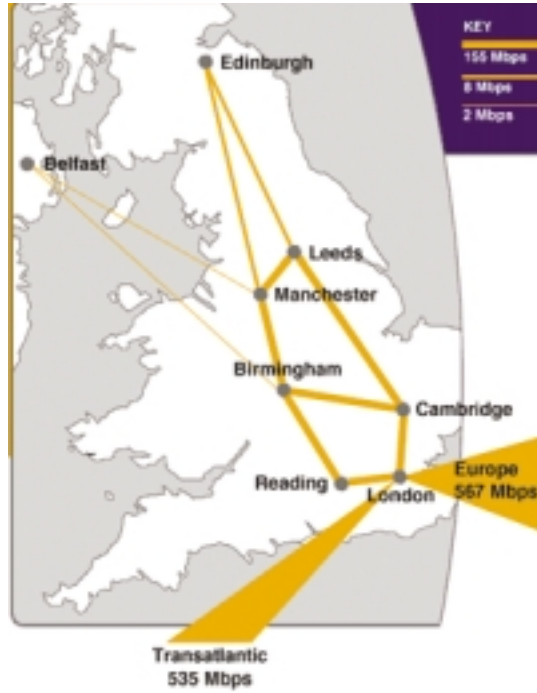 KEY
155 Mbps
8 Mbps
2 Mbps
Edinburgh
Belfast
Leeds
Manchester
Birmingham
Cambridge
Reading
London
Europe
567 Mbps
Transatlantic
535 Mbps